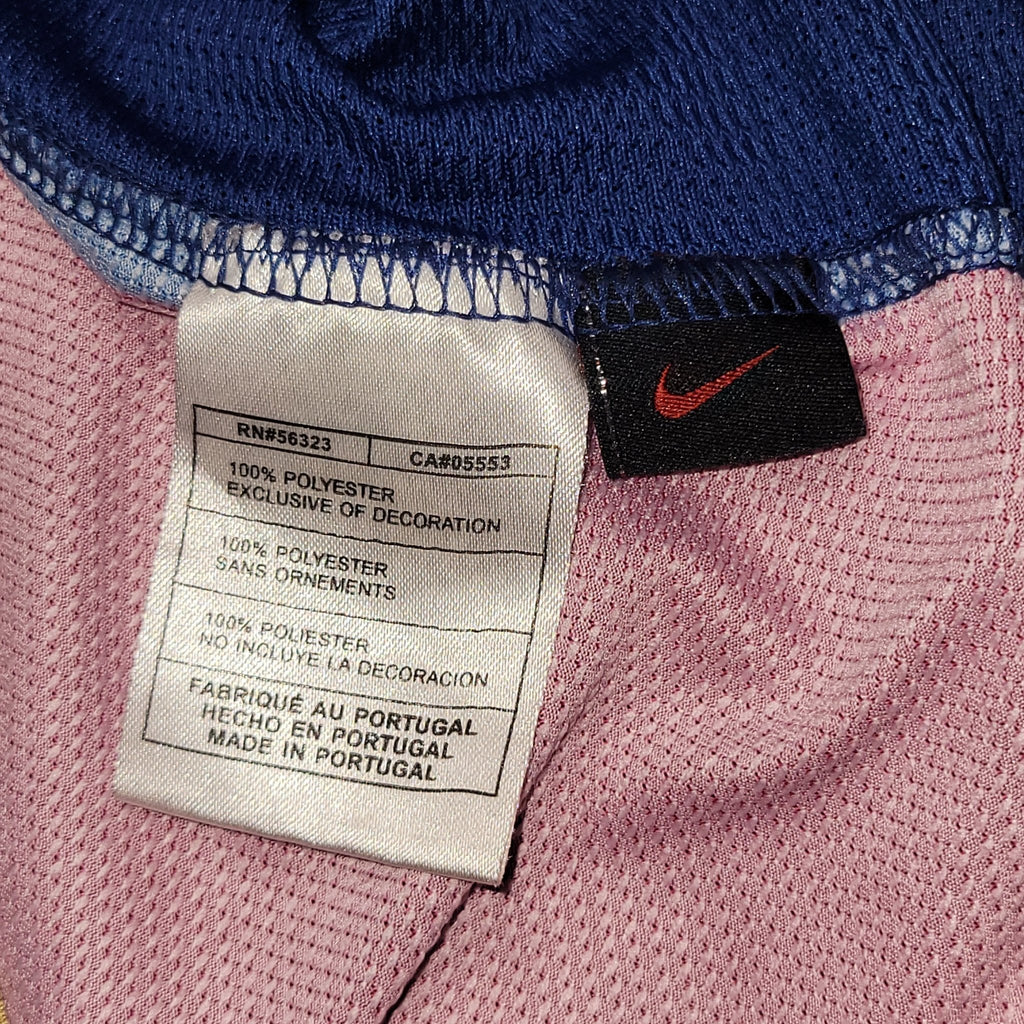 RN#56323
CA#05553
100% POLYESTER
EXCLUSIVE OF DECORATION
100% POLYESTER
SANS ORNEMENTS
100% POLIESTER
NO INCLUYE LA DECORACION
FABRIQUÉ AU PORTUGAL
HECHO EN PORTUGAL
MADE IN PORTUGAL